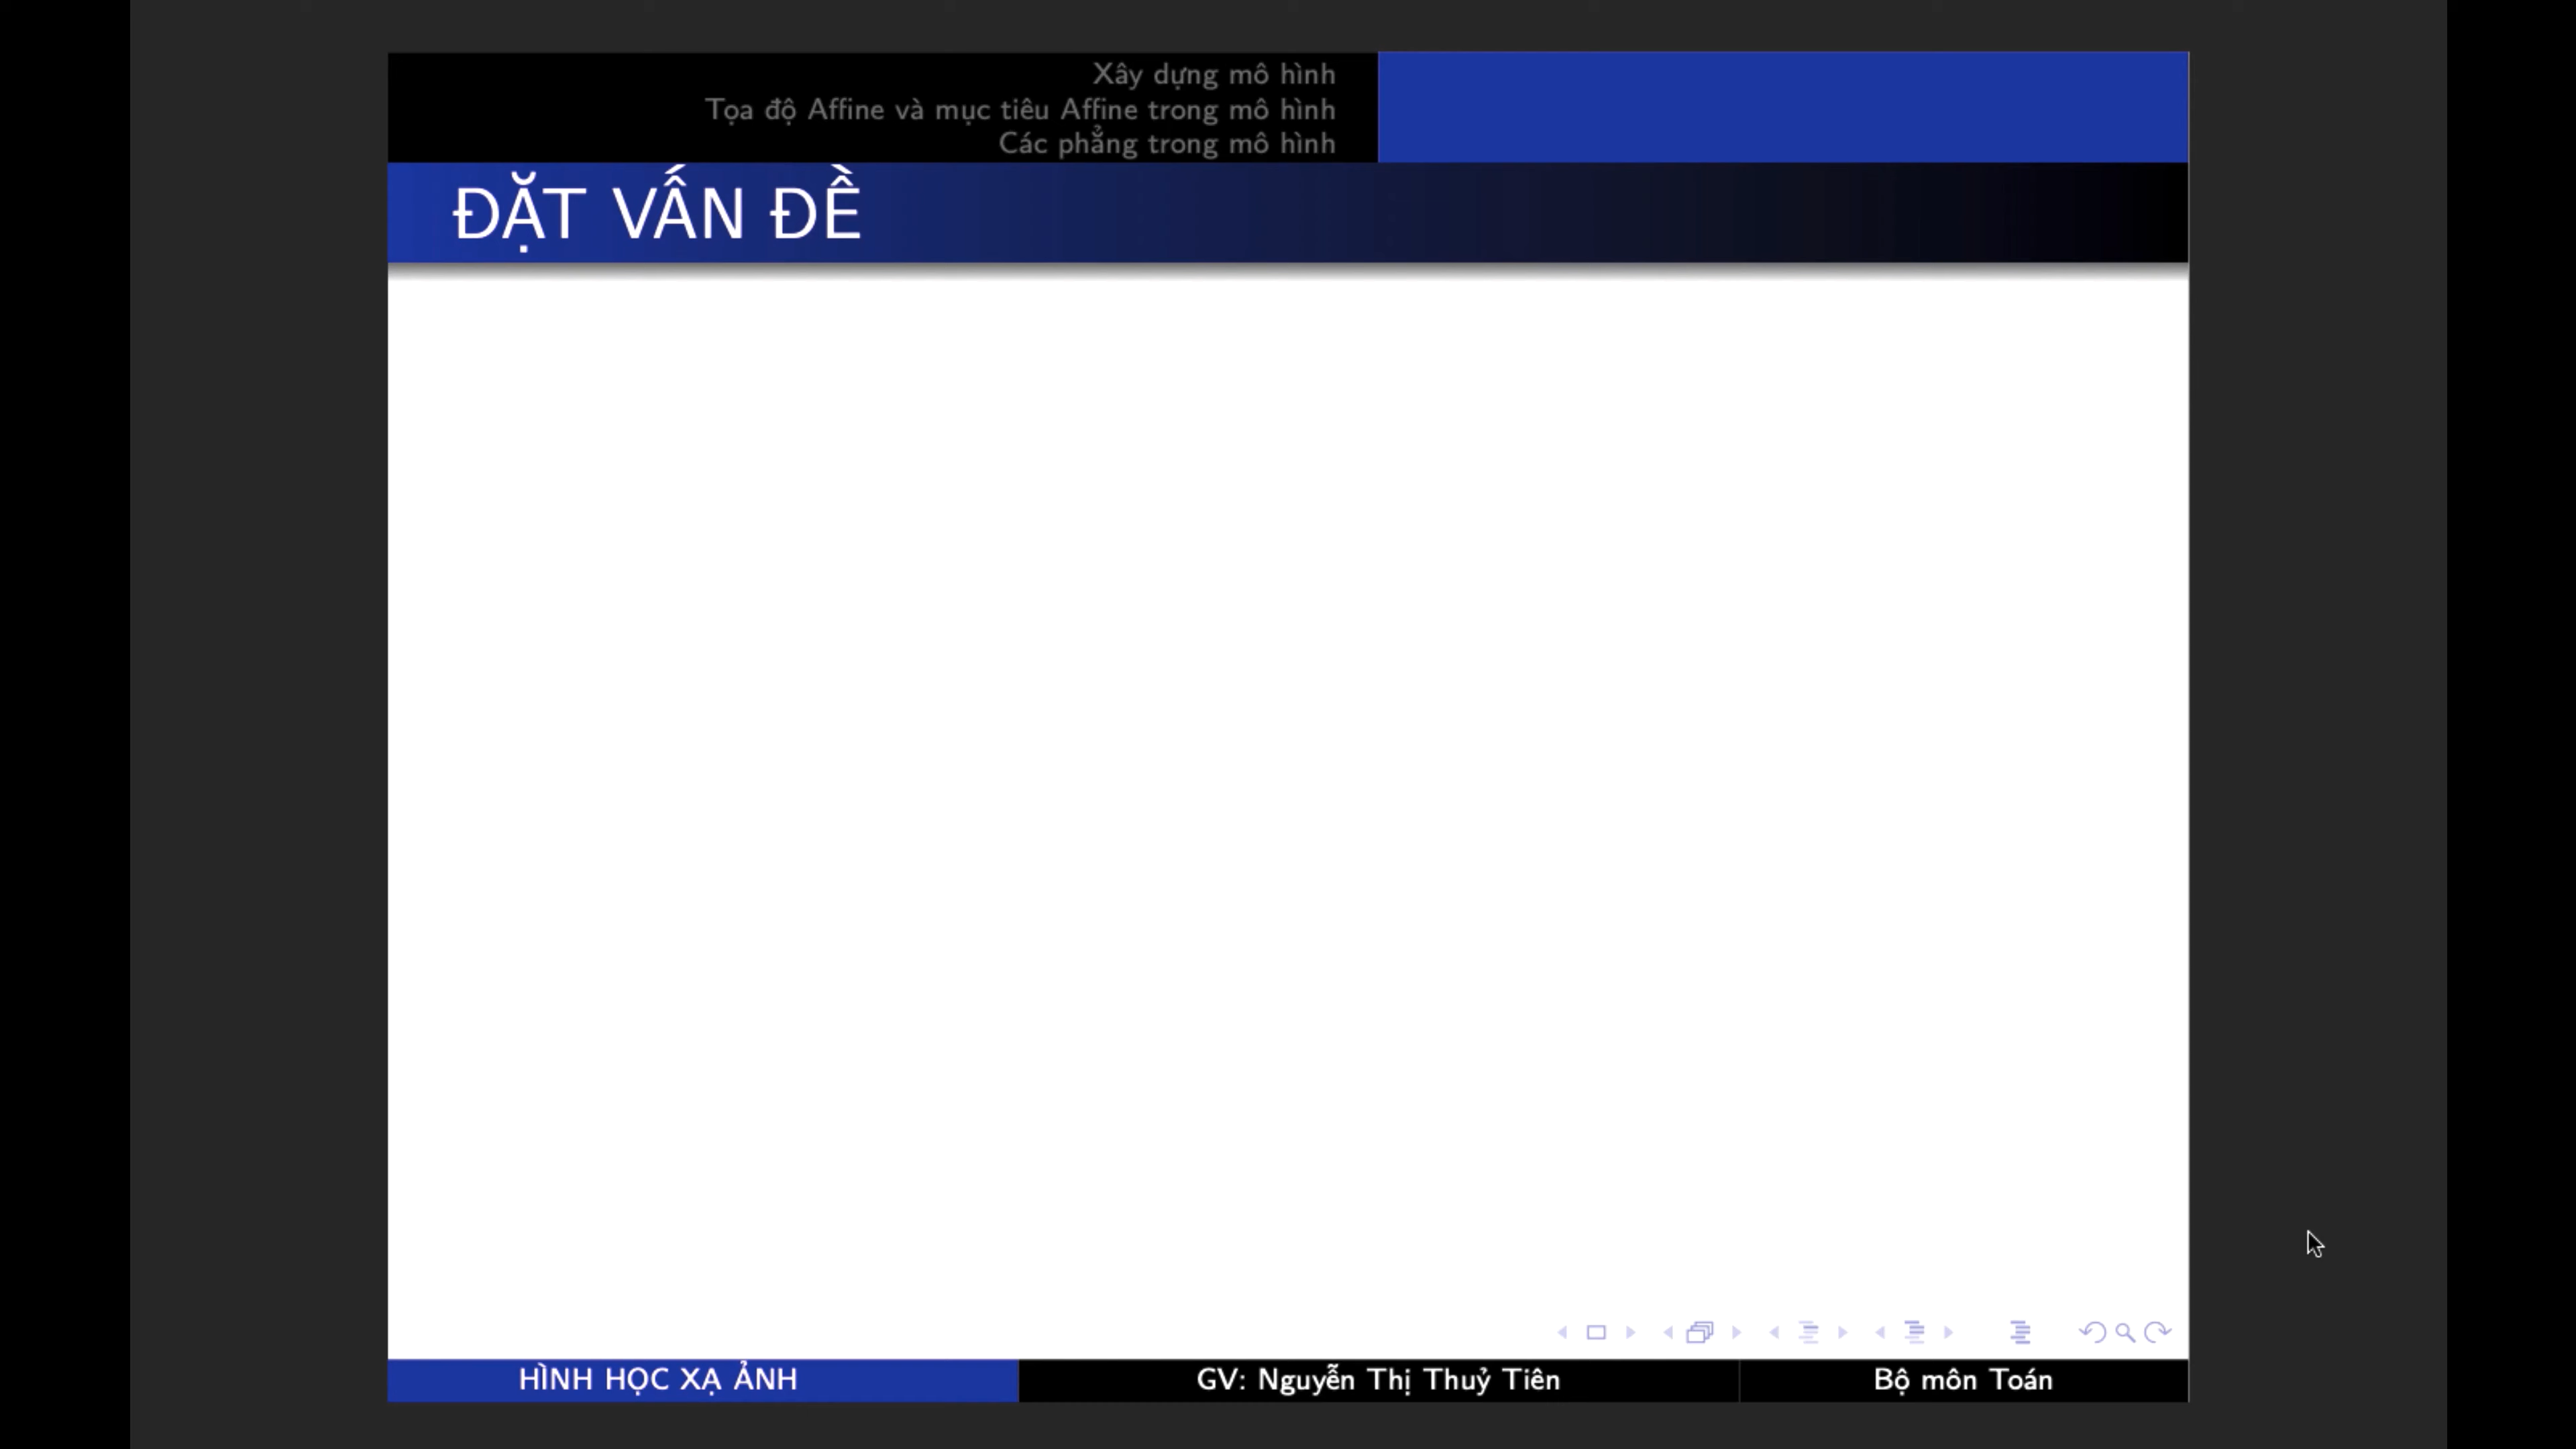 Xây dựng mô hình
Tọa độ Affine và mục tiêu Affine trong mô hình
Các phẳng trong mô hình
ĐẶT VẤN ĐỀ
HÌNH HỌC XẠ ẢNH
GV: Nguyễn Thị Thuỷ Tiên
Bộ môn Toán